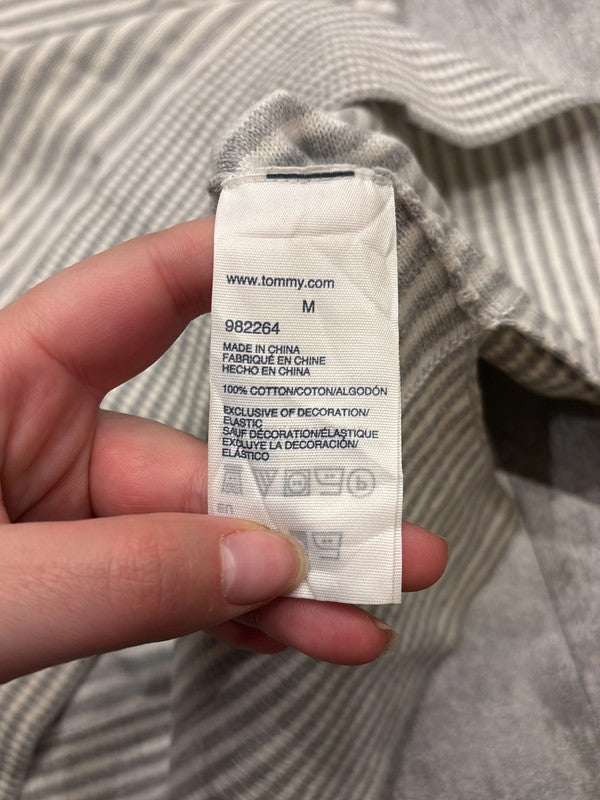 www.tommy.com
M
982264
MADE IN CHINA
FABRIQUÉ EN CHINE
HECHO EN CHINA
100% COTTON/COTON/ALGODÓN
EXCLUSIVE OF DECORATION/
ELASTIC
SAUF DÉCORATION/ÉLASTIQUE
EXCLUYE LA DECORACIÓN/
ELÁSTICO